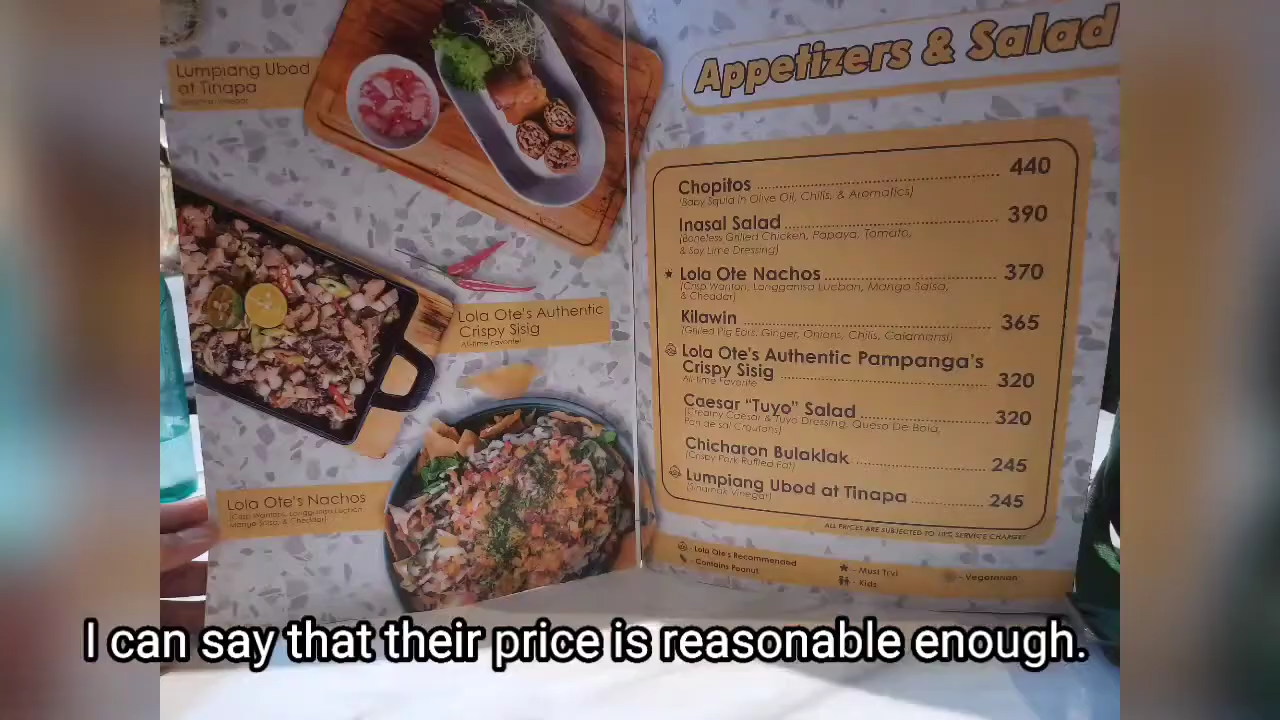 Lumpiang Ubod
at Tinapa
Lola Ote's Authentic
Crispy Sisig
All-time Favorite!
Lola Ote's Nachos
(Crisp Wanton, Longganisa Lucban
Mango Salsa, & Cheddar)
Appetizers & Salad
Chopitos 440
(Baby Squid in Olive Oil, Chilis, & Aromatics)
Inasal Salad 390
(Boneless Grilled Chicken, Papaya, Tomato,
& Soy Lime Dressing)
Lola Ote Nachos 370
(Crisp Wanton, Longganisa Lucban, Mango Salsa,
& Cheddar)
Kilawin 365
(Grilled Pig Ears, Ginger, Onions, Chilis, Calamansi)
Lola Ote's Authentic Pampanga's
Crispy Sisig 320
All-time Favorite
Caesar "Tuyo" Salad 320
(Creamy Caesar & Tuyo Dressing, Queso De Bola,
Pan de sal Croutons)
Chicharon Bulaklak 245
(Crispy Pork Ruffled Fat)
Lumpiang Ubod at Tinapa 245
(Sinamak Vinegar)
ALL PRICES ARE SUBJECTED TO 10% SERVICE CHARGE
- Lola Ote's Recommended
- Contains Peanut
- Must Try!
- Kids
- Vegetarian
I can say that their price is reasonable enough.